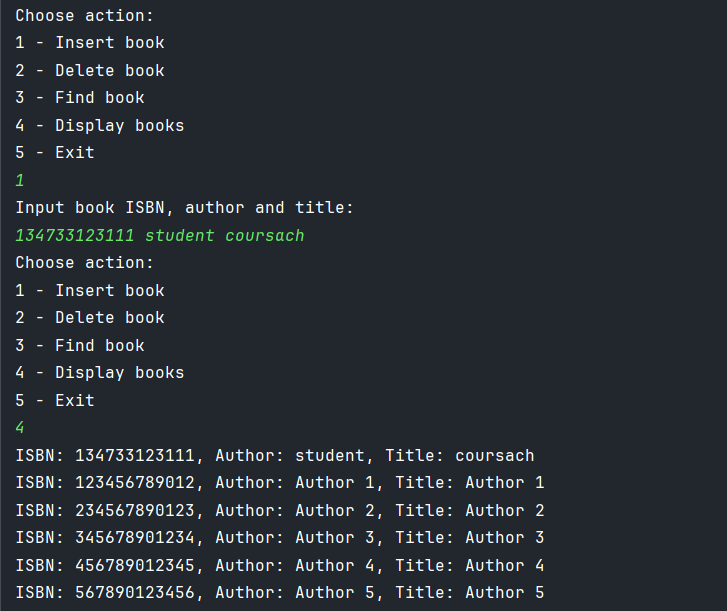 Choose action:
1 - Insert book
2 - Delete book
3 - Find book
4 - Display books
5 - Exit
1
Input book ISBN, author and title:
134733123111 student coursach
Choose action:
1 - Insert book
2 - Delete book
3 - Find book
4 - Display books
5 - Exit
4
ISBN: 134733123111, Author: student, Title: coursach
ISBN: 123456789012, Author: Author 1, Title: Author 1
ISBN: 234567890123, Author: Author 2, Title: Author 2
ISBN: 345678901234, Author: Author 3, Title: Author 3
ISBN: 456789012345, Author: Author 4, Title: Author 4
ISBN: 567890123456, Author: Author 5, Title: Author 5